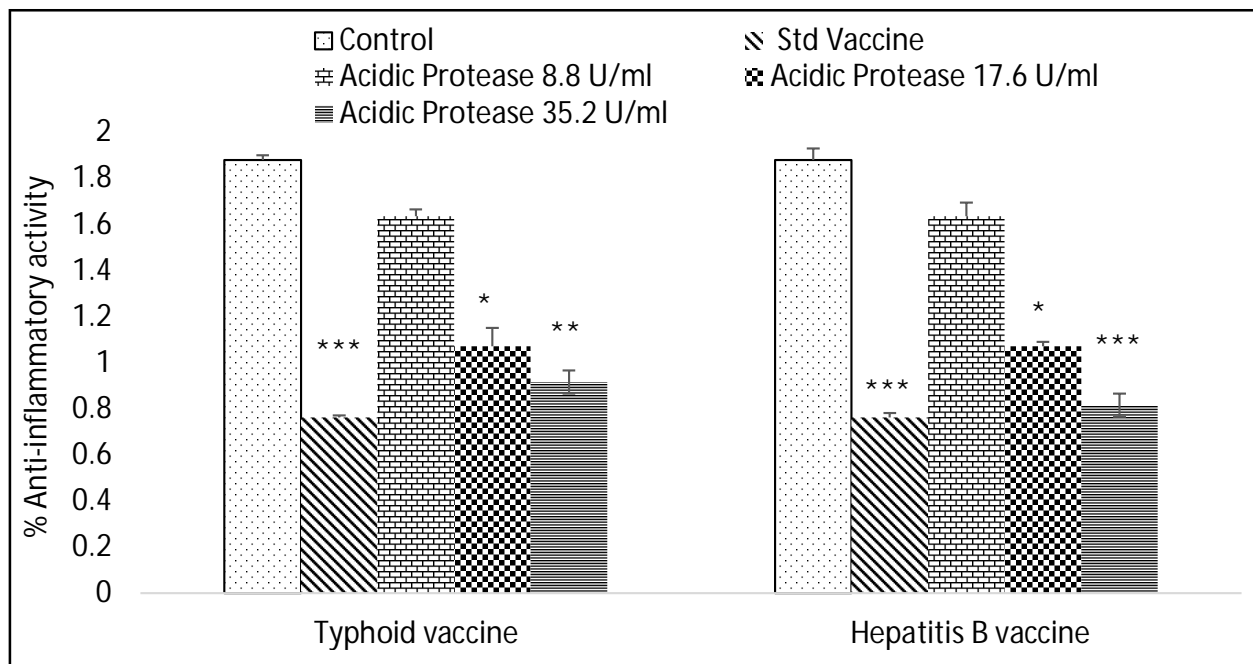 Control
Std Vaccine
Acidic Protease 8.8 U/ml
Acidic Protease 17.6 U/ml
Acidic Protease 35.2 U/ml
% Anti-inflammatory activity
2
1.8
1.6
1.4
1.2
1
0.8
0.6
0.4
0.2
0
***
*
**
***
*
***
Typhoid vaccine
Hepatitis B vaccine